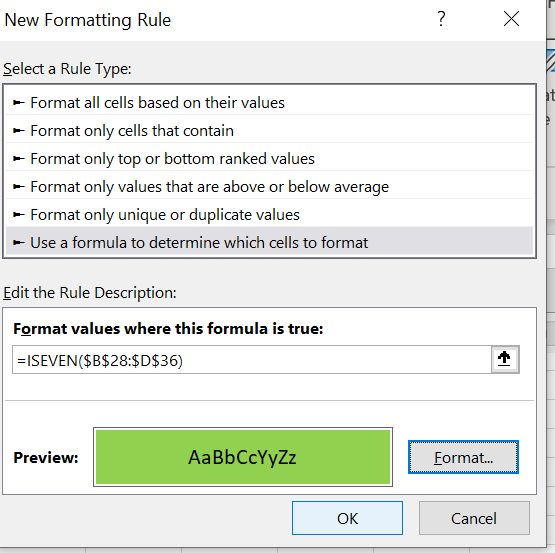 New Formatting Rule
?
Select a Rule Type:
► Format all cells based on their values
► Format only cells that contain
► Format only top or bottom ranked values
► Format only values that are above or below average
► Format only unique or duplicate values
► Use a formula to determine which cells to format
Edit the Rule Description:
Format values where this formula is true:
=ISEVEN($B$28:$D$36)
Preview:
AaBbCcYyZz
Format...
OK
Cancel